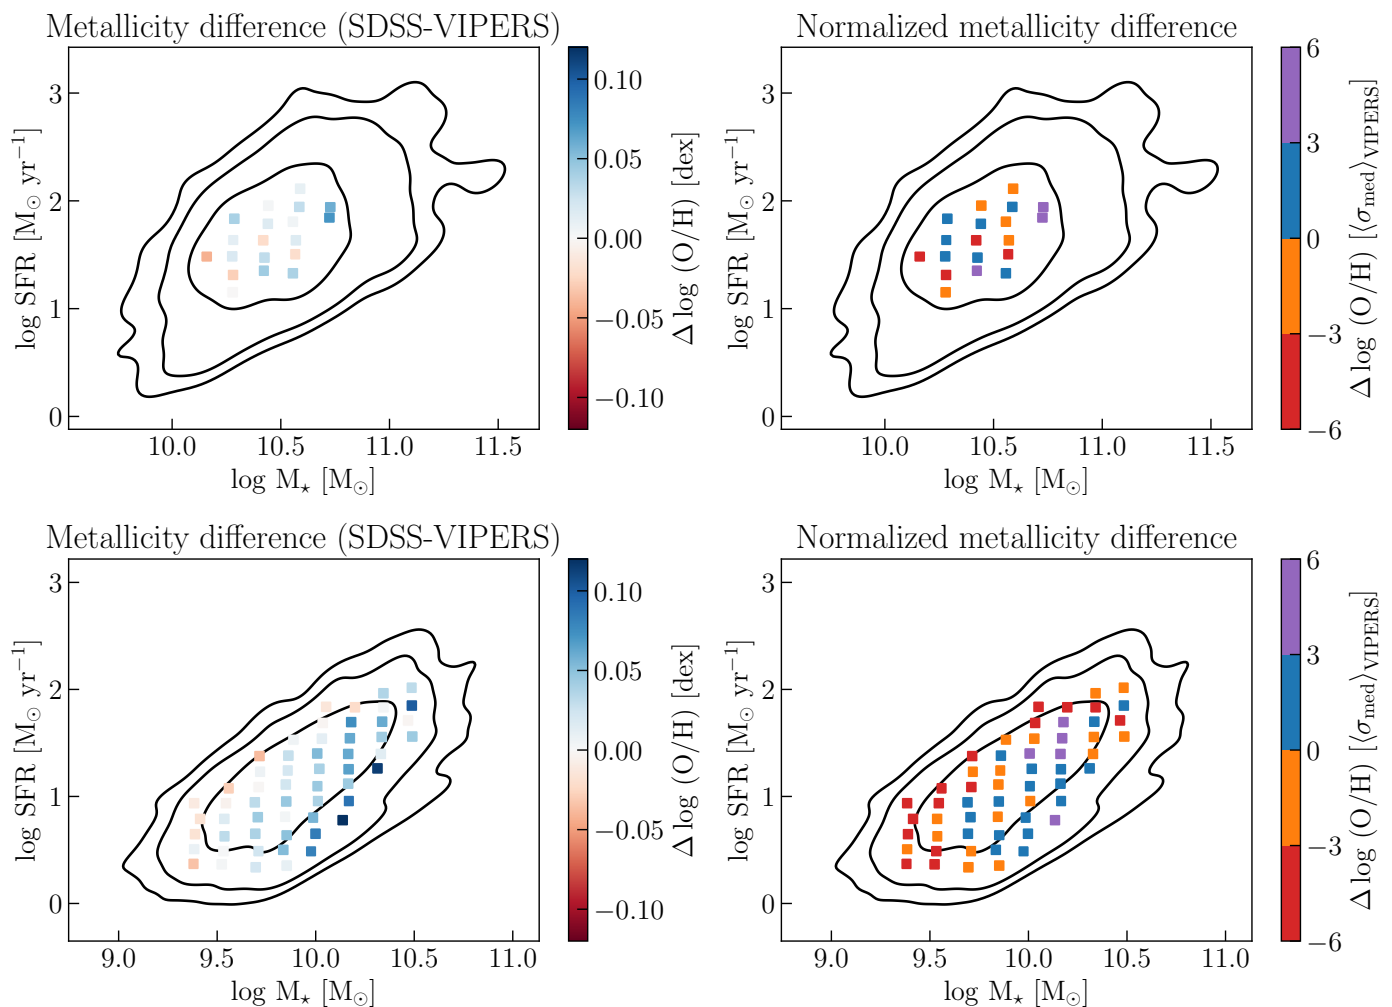 Metallicity difference (SDSS-VIPERS)
Normalized metallicity difference
log SFR [M⊙ yr⁻¹]
3
2
1
0
10.0 10.5 11.0 11.5
log M⋆ [M⊙]
0.10
0.05
0.00
−0.05
−0.10
Δ log (O/H) [dex]
log SFR [M⊙ yr⁻¹]
3
2
1
0
10.0 10.5 11.0 11.5
log M⋆ [M⊙]
6
3
0
−3
−6
Δ log (O/H) [⟨σmed⟩VIPERS]
Metallicity difference (SDSS-VIPERS)
Normalized metallicity difference
log SFR [M⊙ yr⁻¹]
3
2
1
0
9.0 9.5 10.0 10.5 11.0
log M⋆ [M⊙]
0.10
0.05
0.00
−0.05
−0.10
Δ log (O/H) [dex]
log SFR [M⊙ yr⁻¹]
3
2
1
0
9.0 9.5 10.0 10.5 11.0
log M⋆ [M⊙]
6
3
0
−3
−6
Δ log (O/H) [⟨σmed⟩VIPERS]